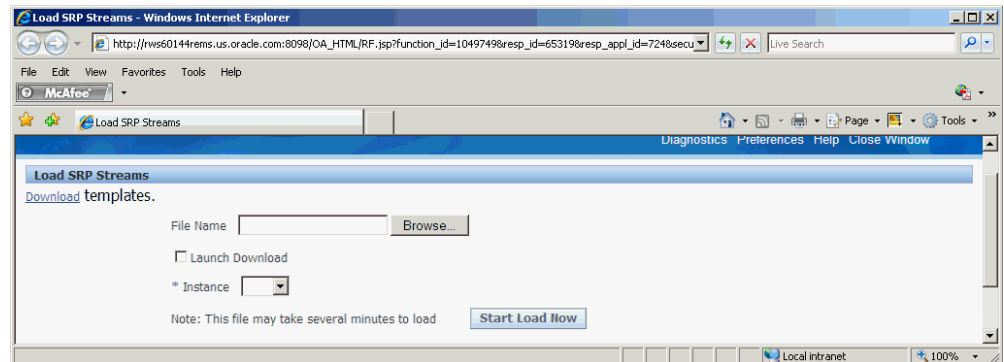 Load SRP Streams - Windows Internet Explorer
http://rws60144rems.us.oracle.com:8098/OA_HTML/RF.jsp?function_id=1049749&resp_id=65319&resp_appl_id=724&secu
Live Search
File Edit View Favorites Tools Help
McAfee
Load SRP Streams
Page Tools »
Diagnostics Preferences Help Close Window
Load SRP Streams
Download templates.
File Name Browse...
Launch Download
* Instance
Note: This file may take several minutes to load Start Load Now
Local intranet 100%